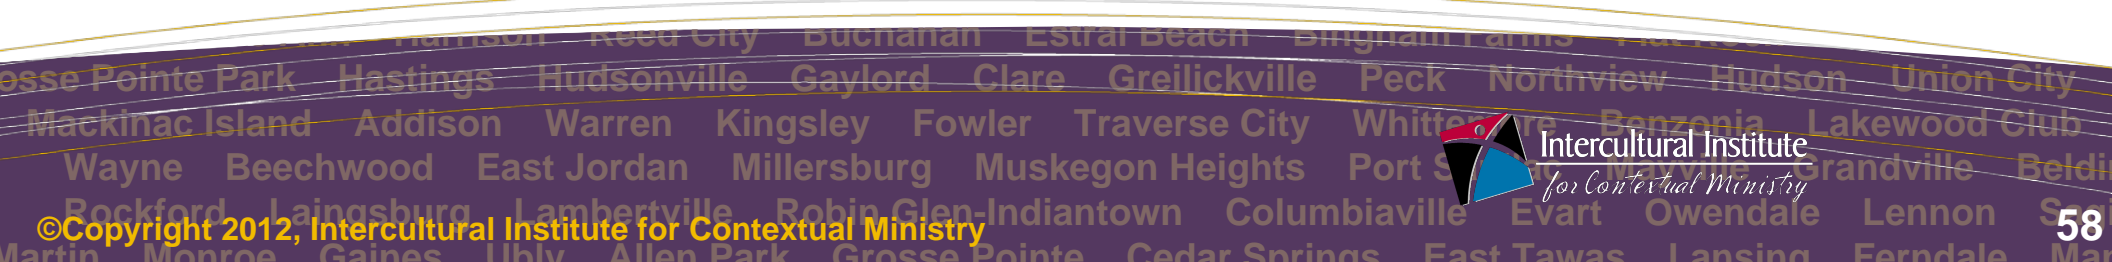 Harrison Reed City Buchanan Estral Beach Bingham Farms
Pointe Park Hastings Hudsonville Gaylord Clare Greilickville Peck Northview Hudson Union City
Mackinac Island Addison Warren Kingsley Fowler Traverse City Benzonia Lakewood Club
Wayne Beechwood East Jordan Millersburg Muskegon Heights Port Mayville Grandville
Intercultural Institute
for Contextual Ministry
Rockford Laingsburg Lambertville Robin Glen-Indiantown Columbiaville Evart Owendale Lennon
©Copyright 2012, Intercultural Institute for Contextual Ministry
58
Martin Monroe Gaines Ubly Allen Park Grosse Pointe Cedar Springs East Tawas Lansing Ferndale